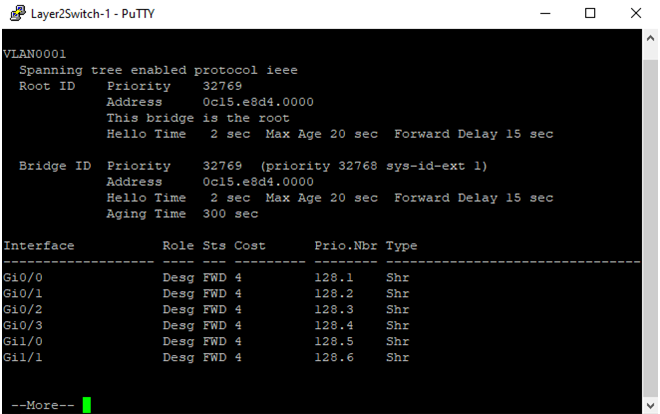 Layer2Switch-1 - PuTTY
VLAN0001
  Spanning tree enabled protocol ieee
  Root ID    Priority    32769
             Address     0c15.e8d4.0000
             This bridge is the root
             Hello Time   2 sec  Max Age 20 sec  Forward Delay 15 sec

  Bridge ID  Priority    32769  (priority 32768 sys-id-ext 1)
             Address     0c15.e8d4.0000
             Hello Time   2 sec  Max Age 20 sec  Forward Delay 15 sec
             Aging Time  300 sec

Interface           Role Sts Cost      Prio.Nbr Type
------------------- ---- --- --------- -------- --------------------------------
Gi0/0               Desg FWD 4         128.1    Shr
Gi0/1               Desg FWD 4         128.2    Shr
Gi0/2               Desg FWD 4         128.3    Shr
Gi0/3               Desg FWD 4         128.4    Shr
Gi1/0               Desg FWD 4         128.5    Shr
Gi1/1               Desg FWD 4         128.6    Shr

 --More--